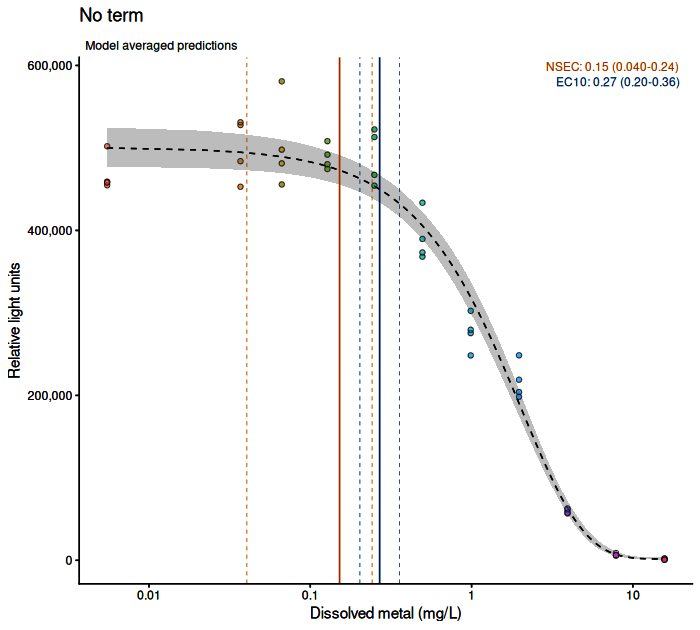 No term
Model averaged predictions
NSEC: 0.15 (0.040-0.24)
EC10: 0.27 (0.20-0.36)
600,000
400,000
200,000
0
Relative light units
0.01
0.1
1
10
Dissolved metal (mg/L)